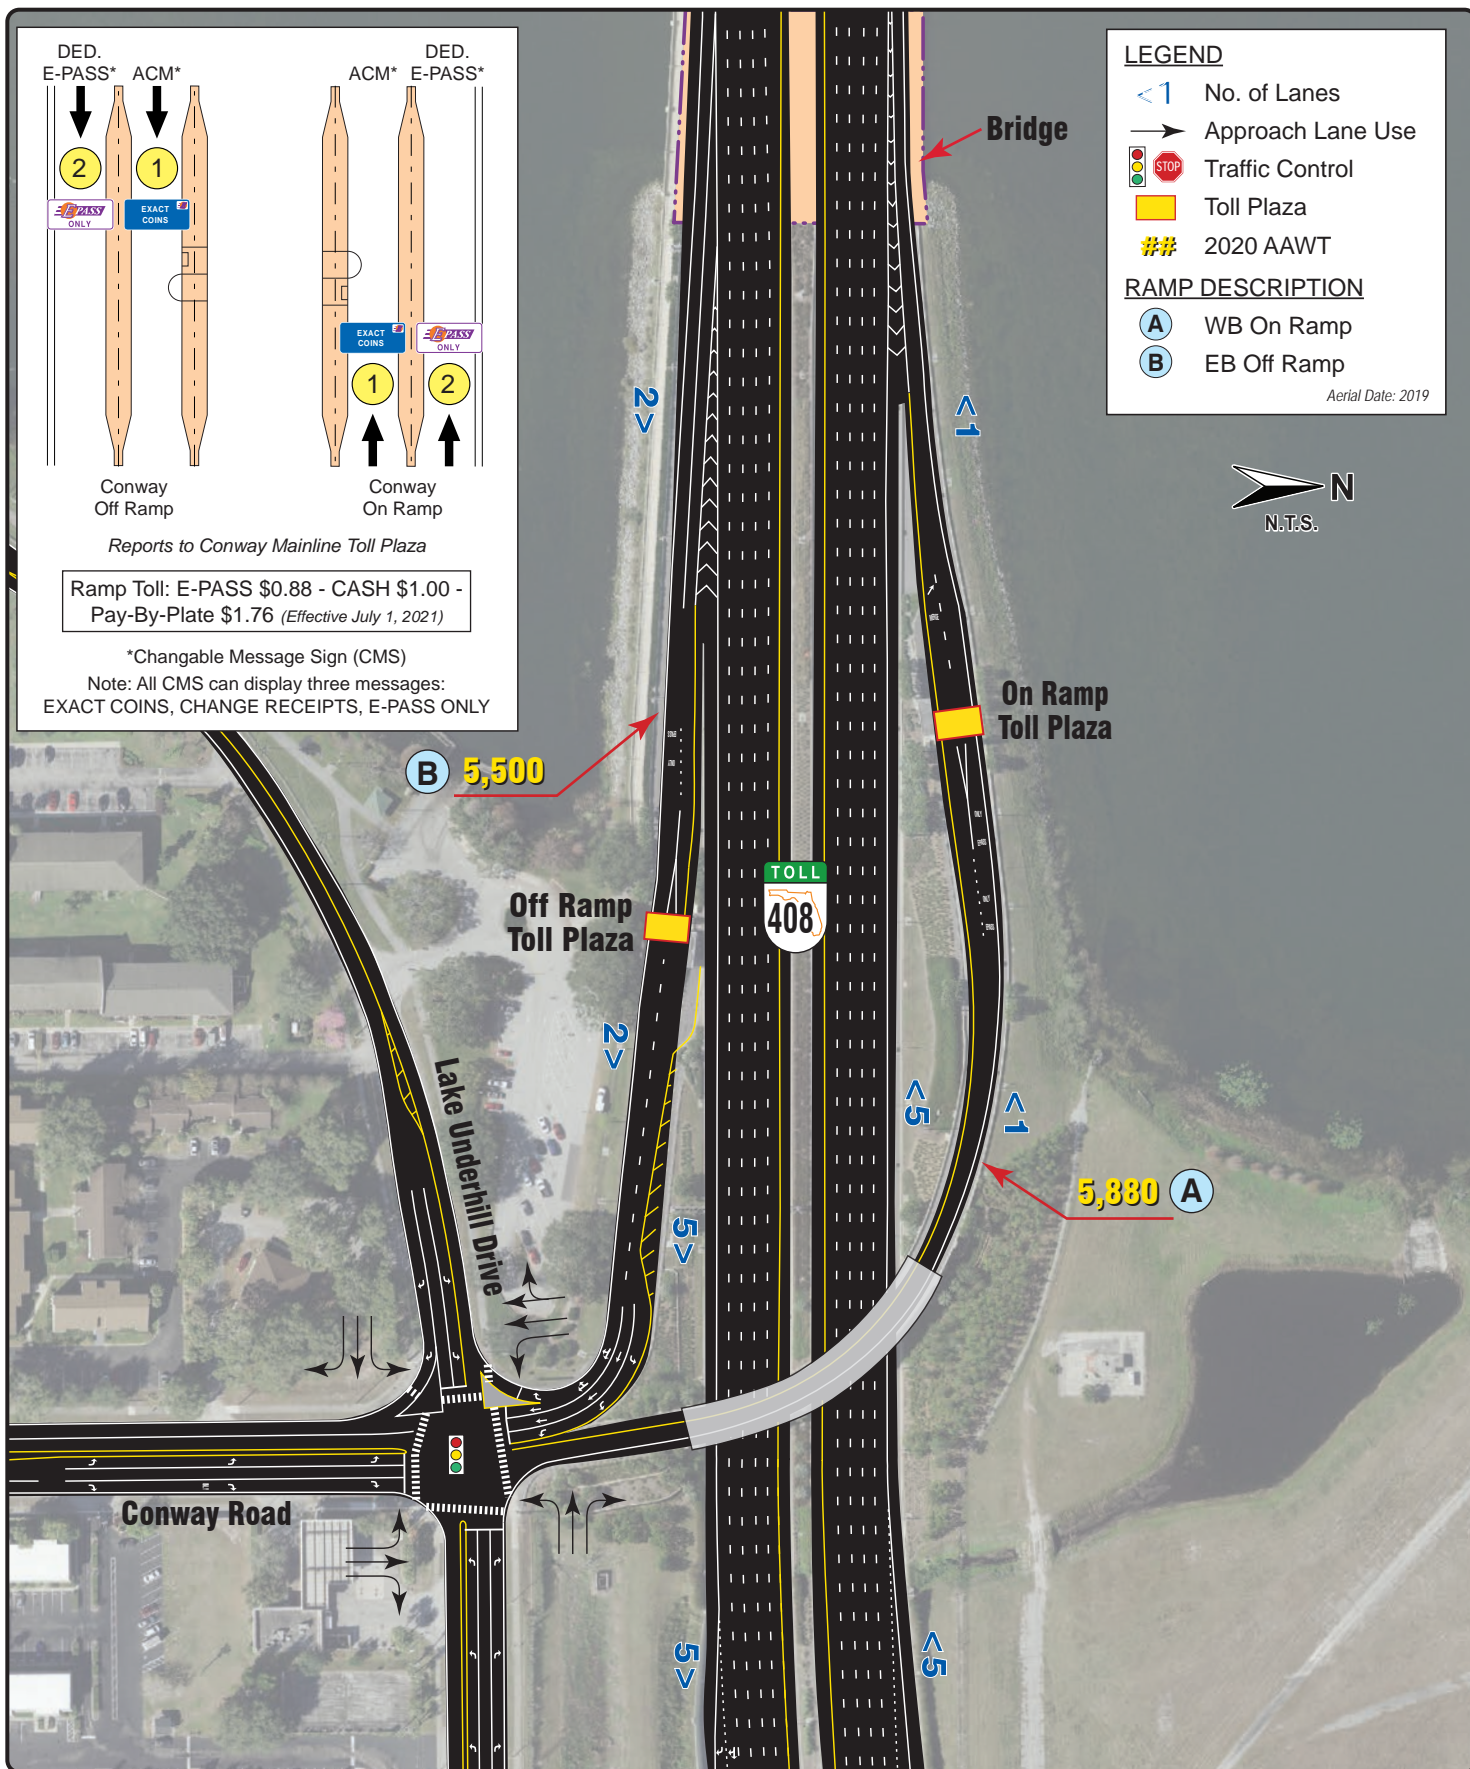 DED.
E-PASS*
ACM*
2
1
E PASS
ONLY
EXACT
COINS
Conway
Off Ramp
ACM*
DED.
E-PASS*
EXACT
COINS
E PASS
ONLY
1
2
Conway
On Ramp
Reports to Conway Mainline Toll Plaza
Ramp Toll: E-PASS $0.88 - CASH $1.00 -
Pay-By-Plate $1.76 (Effective July 1, 2021)
*Changable Message Sign (CMS)
Note: All CMS can display three messages:
EXACT COINS, CHANGE RECEIPTS, E-PASS ONLY
LEGEND
<1 No. of Lanes
Approach Lane Use
STOP Traffic Control
Toll Plaza
## 2020 AAWT
RAMP DESCRIPTION
A WB On Ramp
B EB Off Ramp
Aerial Date: 2019
Bridge
N
N.T.S.
2>
<1
On Ramp
Toll Plaza
B 5,500
TOLL
408
Off Ramp
Toll Plaza
2>
Lake Underhill Drive
<5
<1
5,880 A
5>
Conway Road
5>
<5